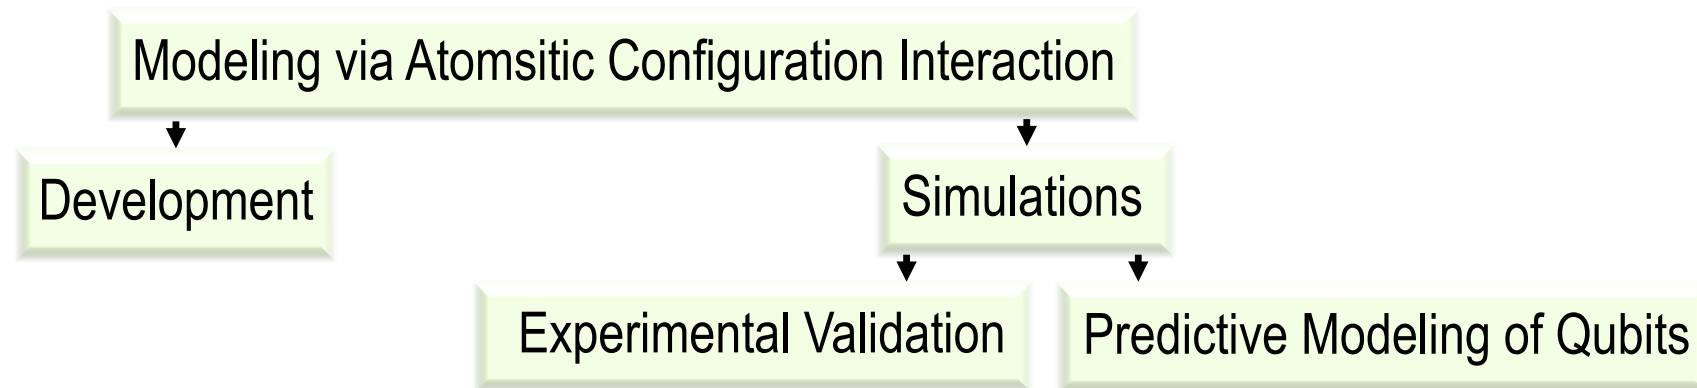 Modeling via Atomsitic Configuration Interaction
Development
Simulations
Experimental Validation
Predictive Modeling of Qubits